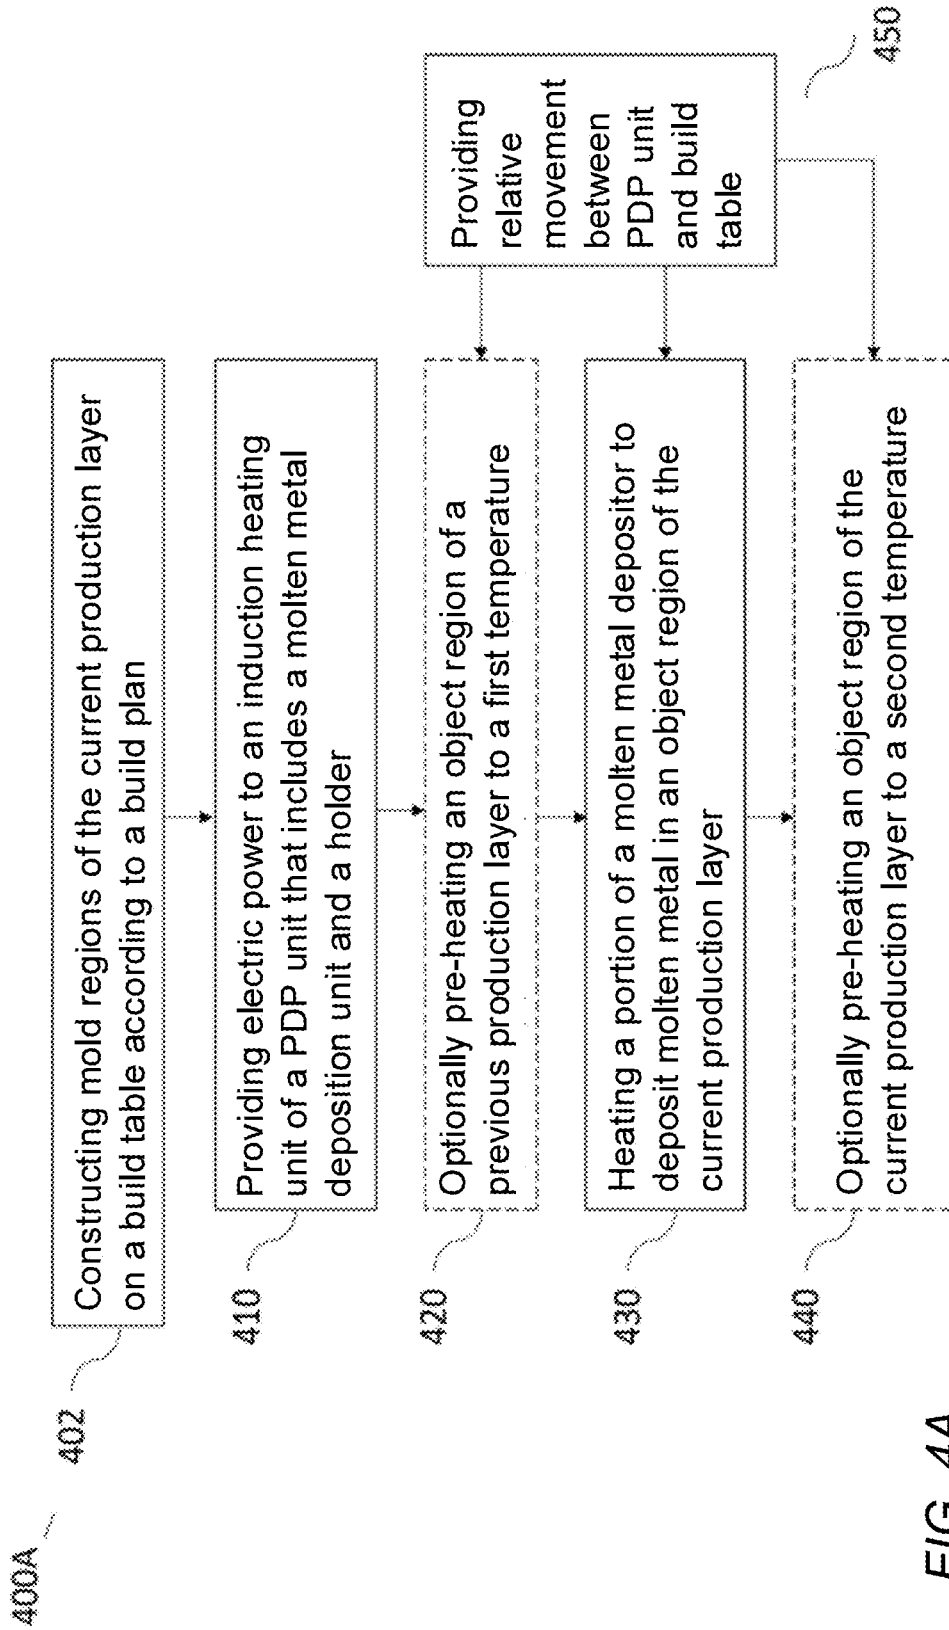 400A
402
Constructing mold regions of the current production layer
on a build table according to a build plan
410
Providing electric power to an induction heating
unit of a PDP unit that includes a molten metal
deposition unit and a holder
420
Optionally pre-heating an object region of a
previous production layer to a first temperature
430
Heating a portion of a molten metal depositor to
deposit molten metal in an object region of the
current production layer
440
Optionally pre-heating an object region of the
current production layer to a second temperature
Providing
relative
movement
between
PDP unit
and build
table
450
FIG. 4A